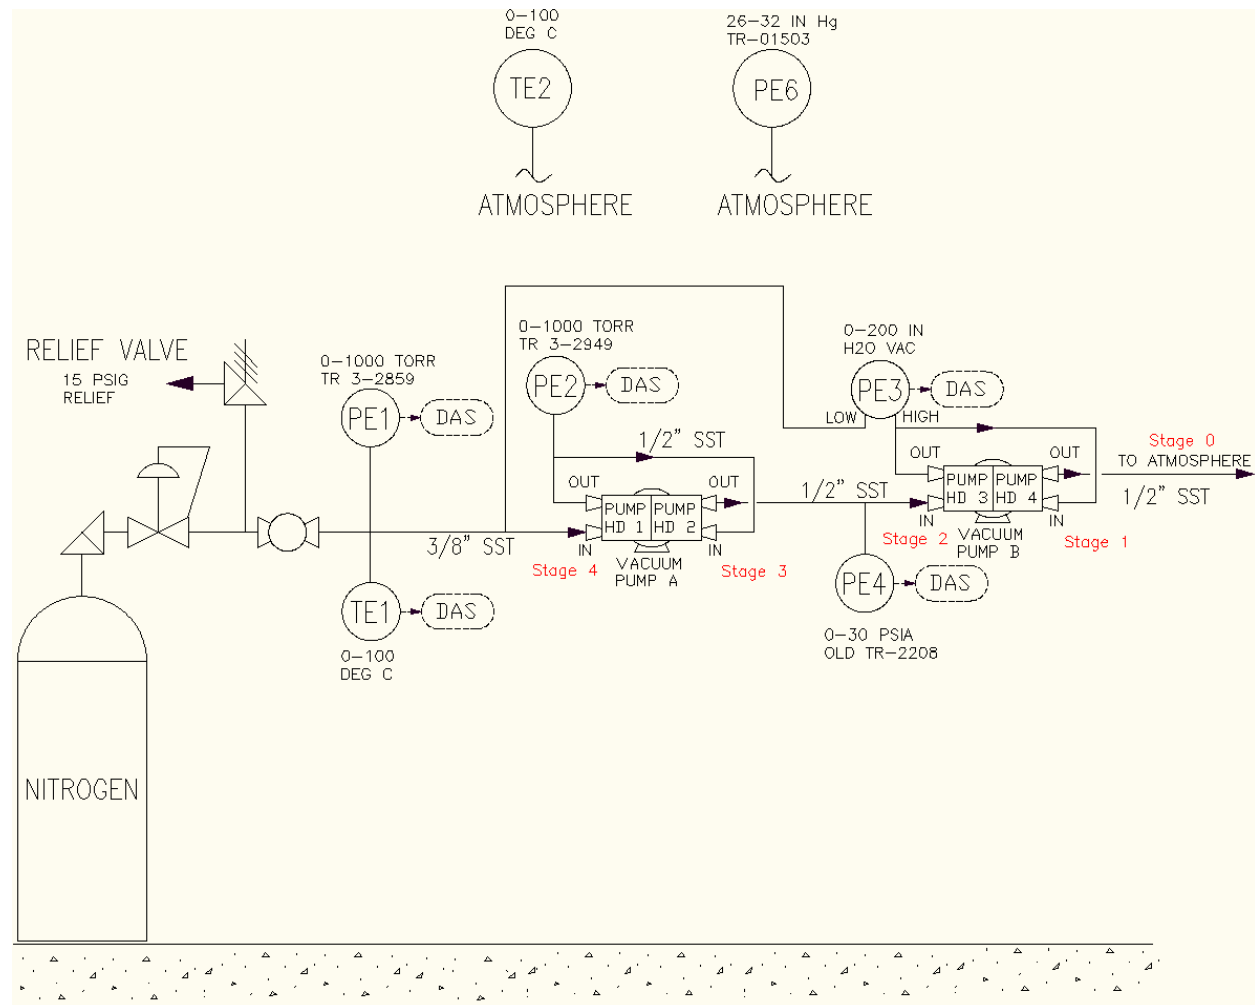 0-100
DEG C
TE2
ATMOSPHERE
26-32 IN Hg
TR-01503
PE6
ATMOSPHERE
RELIEF VALVE
15 PSIG
RELIEF
0-1000 TORR
TR 3-2859
PE1
DAS
0-1000 TORR
TR 3-2949
PE2
DAS
0-200 IN
H2O VAC
PE3
DAS
LOW
HIGH
1/2" SST
OUT
OUT
PUMP
HD 1
PUMP
HD 2
IN
IN
VACUUM
PUMP A
3/8" SST
Stage 4
Stage 3
1/2" SST
OUT
OUT
PUMP
HD 3
PUMP
HD 4
IN
IN
VACUUM
PUMP B
Stage 2
Stage 1
Stage 0
TO ATMOSPHERE
1/2" SST
PE4
DAS
0-30 PSIA
OLD TR-2208
TE1
DAS
0-100
DEG C
NITROGEN